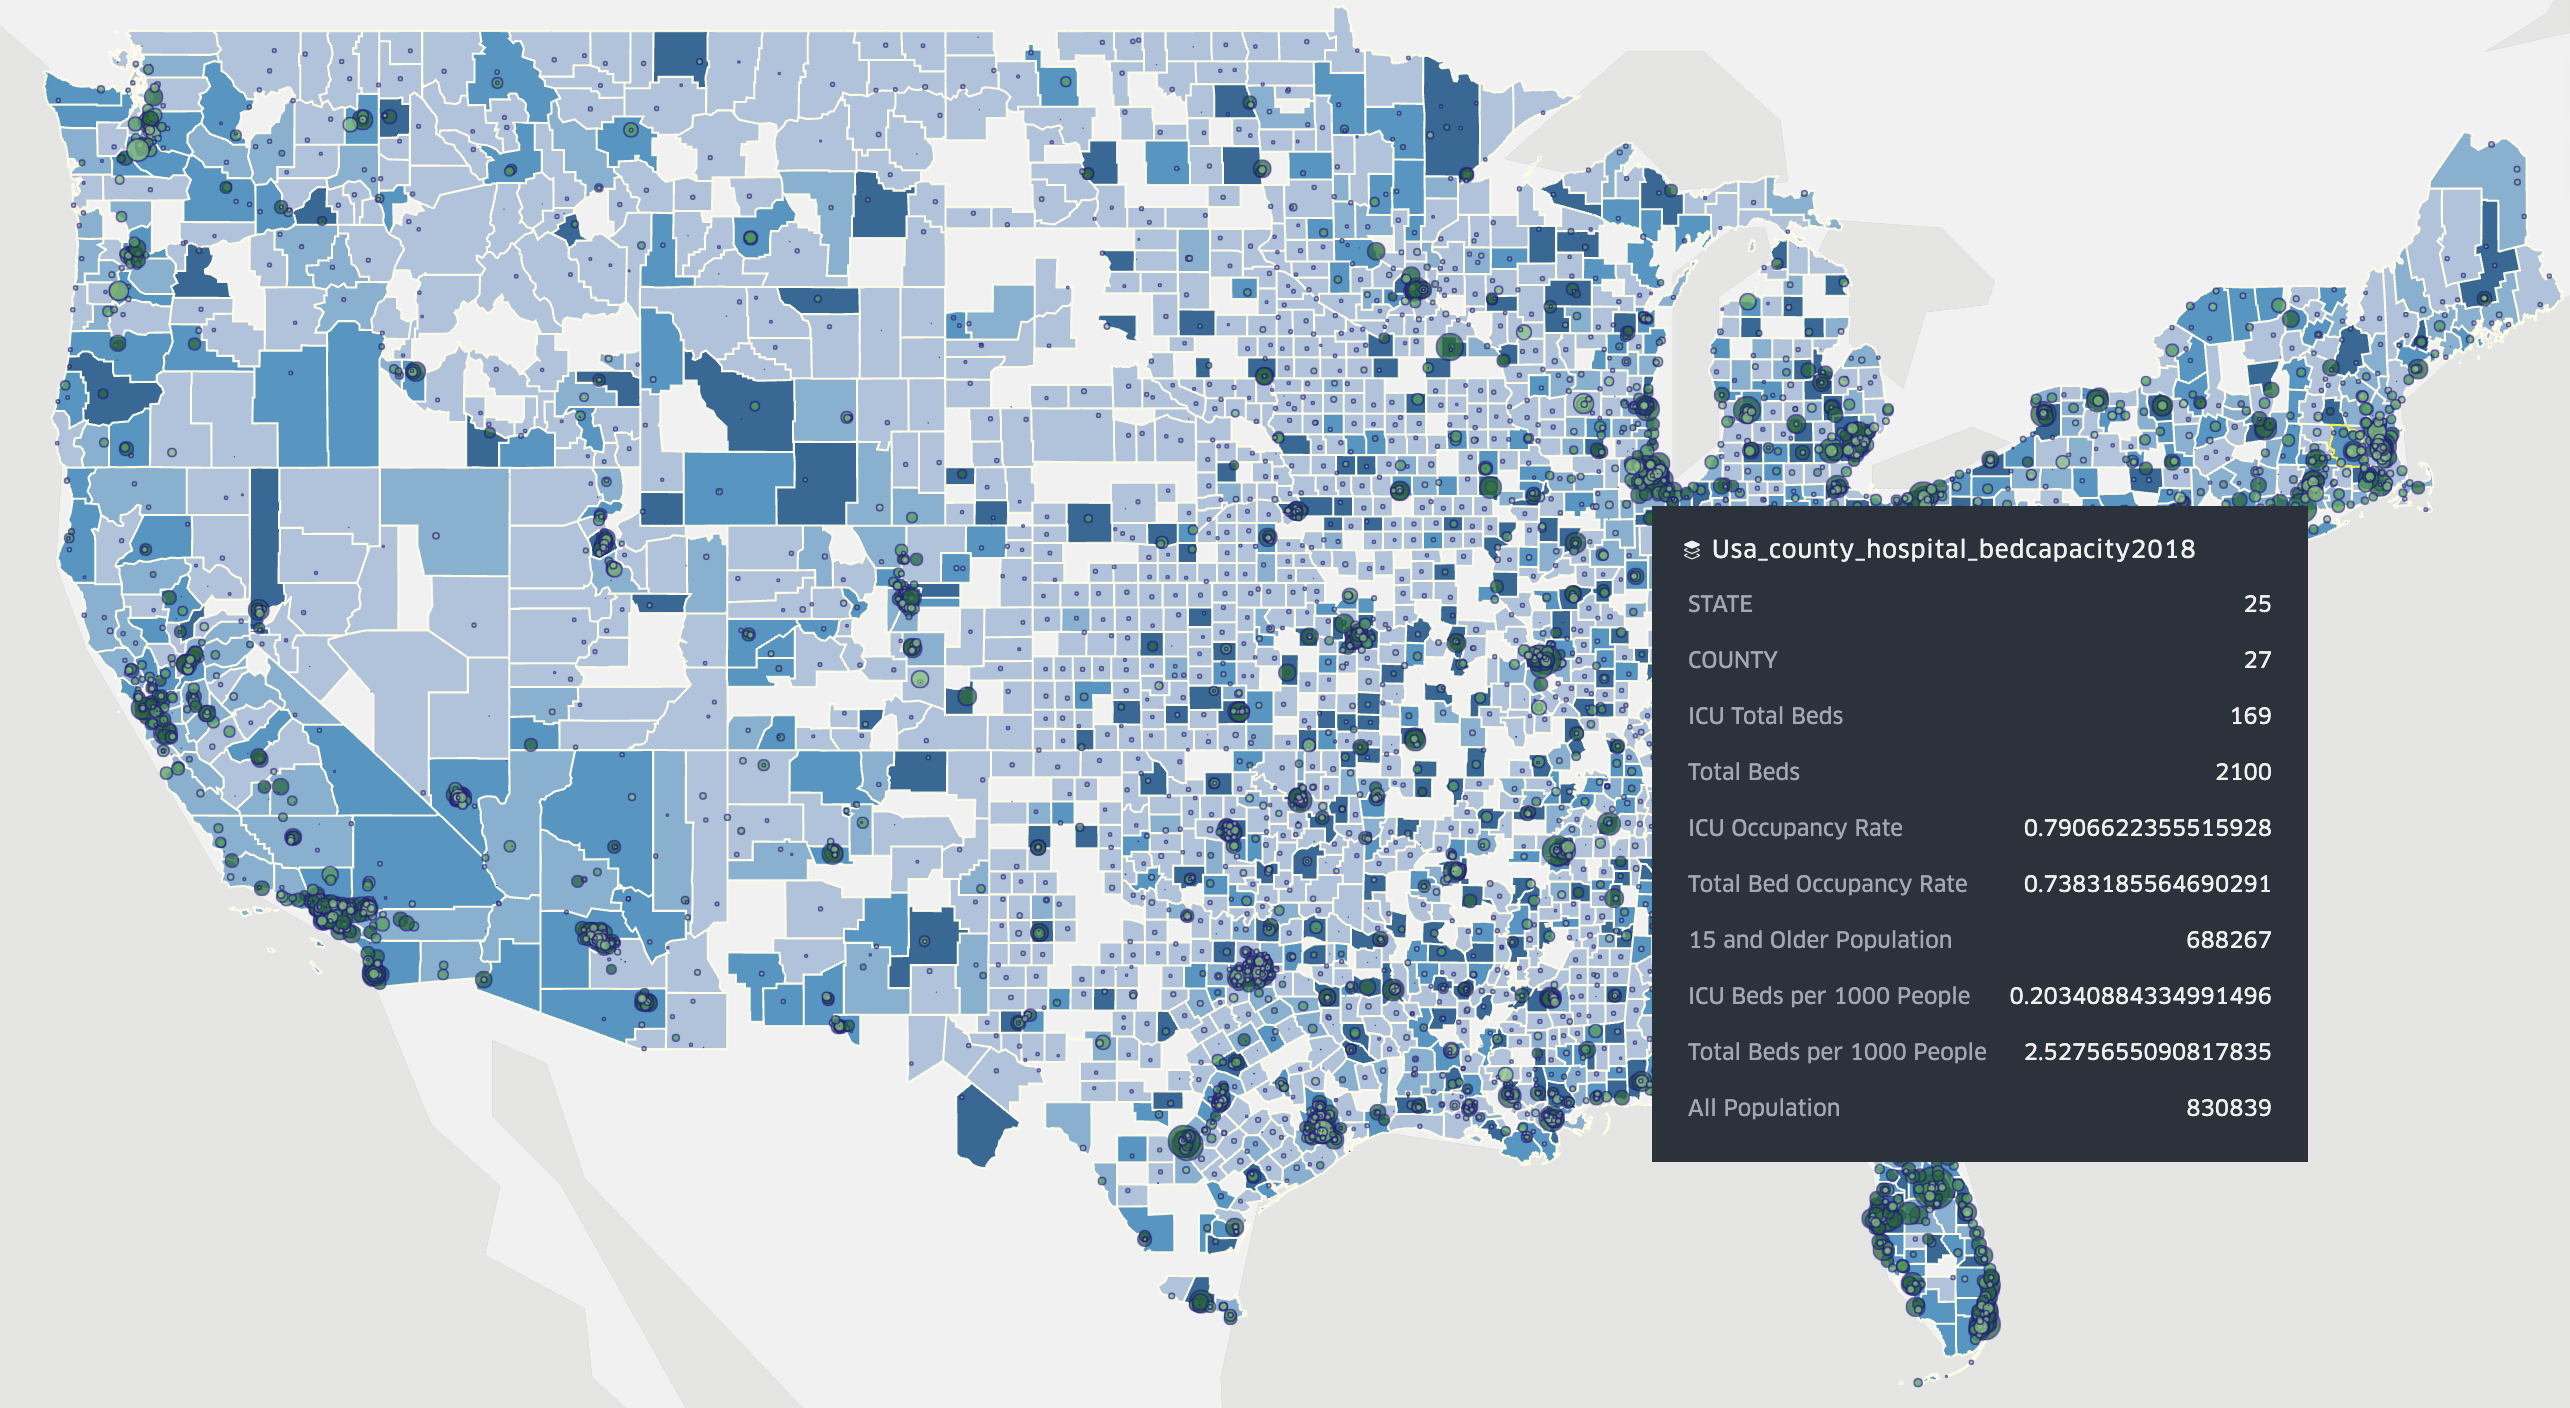 Usa_county_hospital_bedcapacity2018
STATE 25
COUNTY 27
ICU Total Beds 169
Total Beds 2100
ICU Occupancy Rate 0.7906622355515928
Total Bed Occupancy Rate 0.7383185564690291
15 and Older Population 688267
ICU Beds per 1000 People 0.20340884334991496
Total Beds per 1000 People 2.5275655090817835
All Population 830839